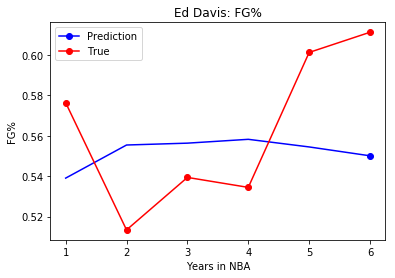 Ed Davis: FG%
Prediction
True
FG%
0.60
0.58
0.56
0.54
0.52
1 2 3 4 5 6
Years in NBA